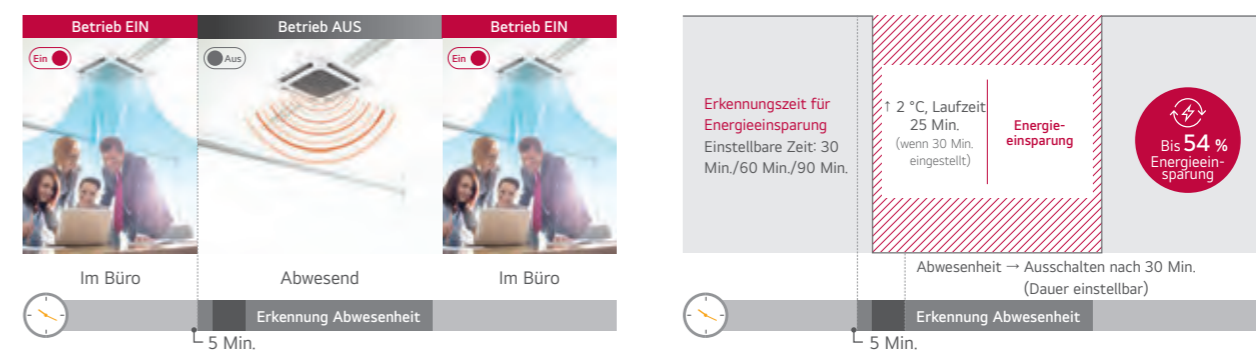 Betrieb EIN
Betrieb AUS
Betrieb EIN
Ein
Aus
Ein
Im Büro
Abwesend
Im Büro
Erkennung Abwesenheit
5 Min.
Erkennungszeit für
Energieeinsparung
Einstellbare Zeit: 30
Min./60 Min./90 Min.
↑ 2 °C, Laufzeit
25 Min.
(wenn 30 Min.
eingestellt)
Energie-
einsparung
Bis 54 %
Energieein-
sparung
Abwesenheit → Ausschalten nach 30 Min.
(Dauer einstellbar)
Erkennung Abwesenheit
5 Min.